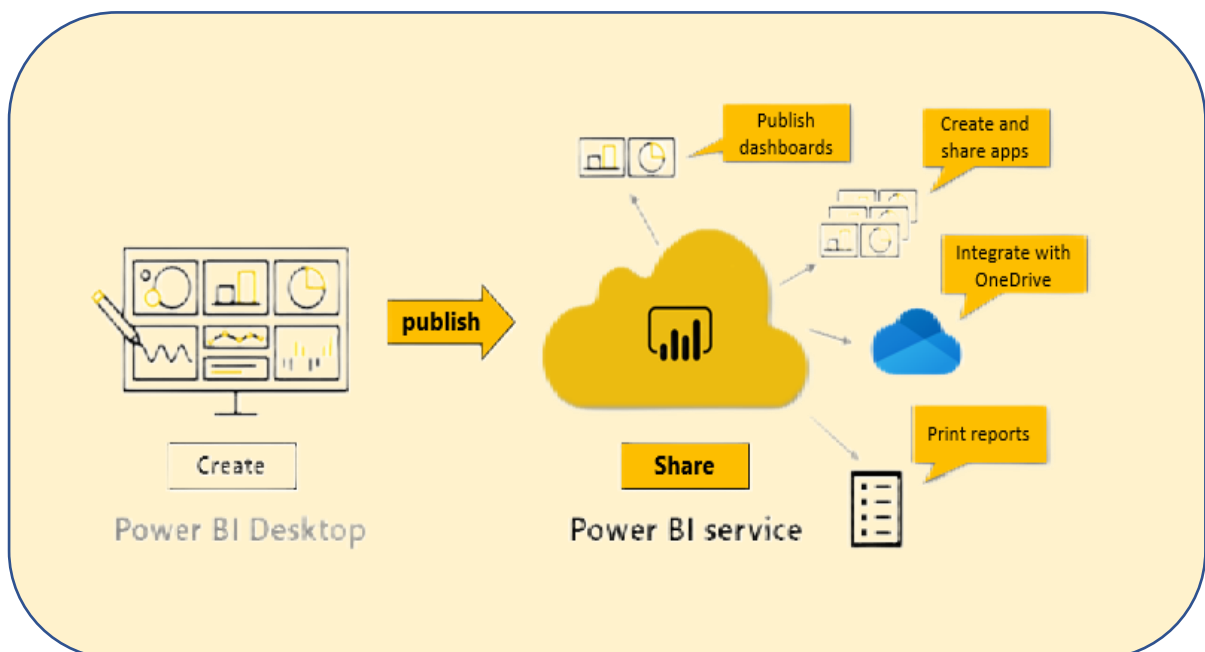 Publish
dashboards
Create and
share apps
Integrate with
OneDrive
publish
Print reports
Create
Share
Power BI Desktop
Power BI service